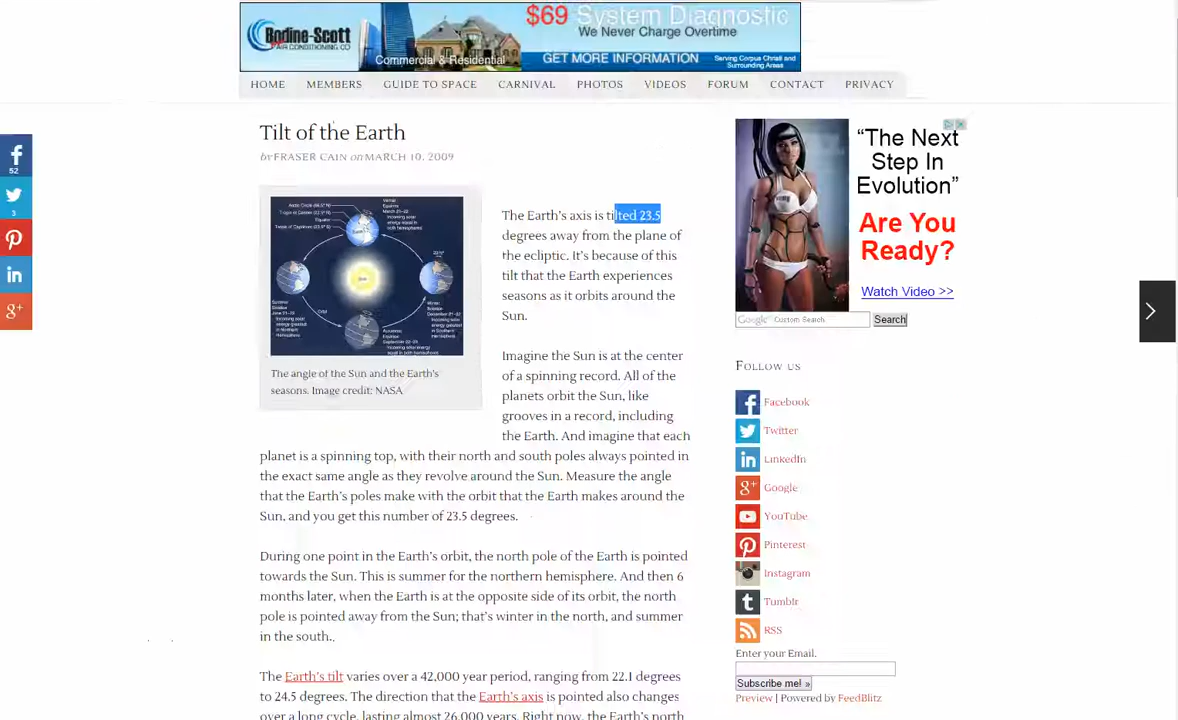 $69 System Diagnostic
We Never Charge Overtime
Bodine-Scott
AIR CONDITIONING CO
Commercial & Residential
GET MORE INFORMATION
Serving Corpus Christi and
Surrounding Areas
HOME MEMBERS GUIDE TO SPACE CARNIVAL PHOTOS VIDEOS FORUM CONTACT PRIVACY
Tilt of the Earth
by FRASER CAIN on MARCH 10, 2009
52
3
The angle of the Sun and the Earth's
seasons. Image credit: NASA
The Earth's axis is tilted 23.5
degrees away from the plane of
the ecliptic. It's because of this
tilt that the Earth experiences
seasons as it orbits around the
Sun.
Imagine the Sun is at the center
of a spinning record. All of the
planets orbit the Sun, like
grooves in a record, including
the Earth. And imagine that each
planet is a spinning top, with their north and south poles always pointed in
the exact same angle as they revolve around the Sun. Measure the angle
that the Earth's poles make with the orbit that the Earth makes around the
Sun, and you get this number of 23.5 degrees.
During one point in the Earth's orbit, the north pole of the Earth is pointed
towards the Sun. This is summer for the northern hemisphere. And then 6
months later, when the Earth is at the opposite side of its orbit, the north
pole is pointed away from the Sun; that's winter in the north, and summer
in the south.
The Earth's tilt varies over a 42,000 year period, ranging from 22.1 degrees
to 24.5 degrees. The direction that the Earth's axis is pointed also changes
over a long cycle, lasting almost 26,000 years. Right now, the Earth's north
"The Next
Step In
Evolution"
Are You
Ready?
Watch Video >>
Google Custom Search
Search
FOLLOW US
Facebook
Twitter
LinkedIn
Google
YouTube
Pinterest
Instagram
Tumblr
RSS
Enter your Email.
Subscribe me! »
Preview | Powered by FeedBlitz